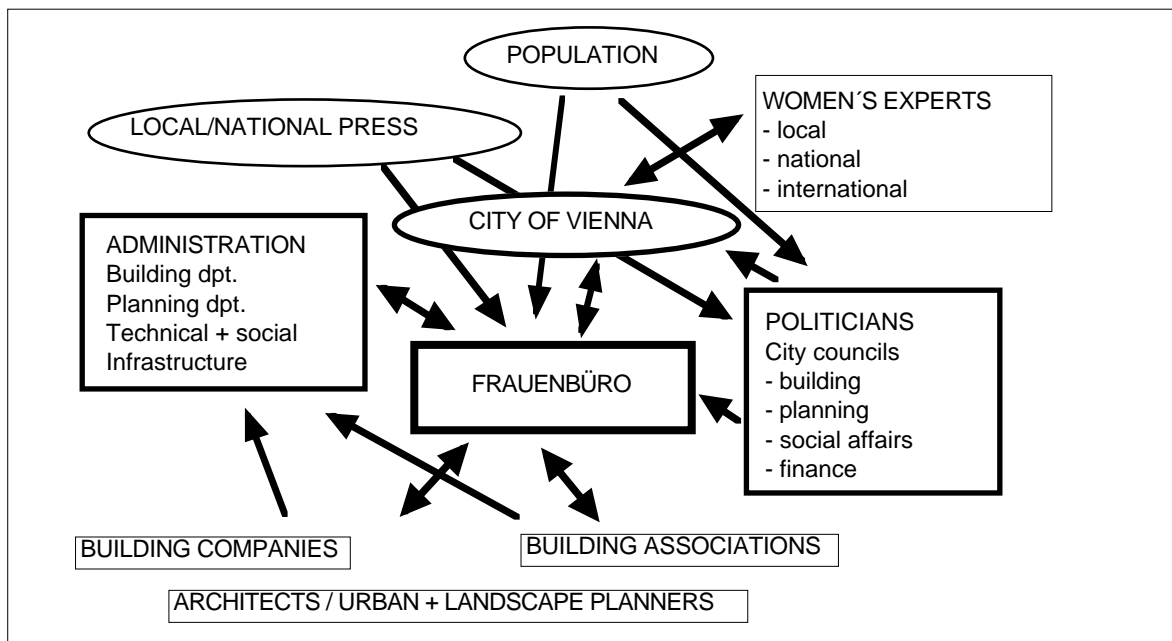 POPULATION
LOCAL/NATIONAL PRESS
WOMEN´S EXPERTS
- local
- national
- international
CITY OF VIENNA
ADMINISTRATION
Building dpt.
Planning dpt.
Technical + social
Infrastructure
POLITICIANS
City councils
- building
- planning
- social affairs
- finance
FRAUENBÜRO
BUILDING COMPANIES
BUILDING ASSOCIATIONS
ARCHITECTS / URBAN + LANDSCAPE PLANNERS